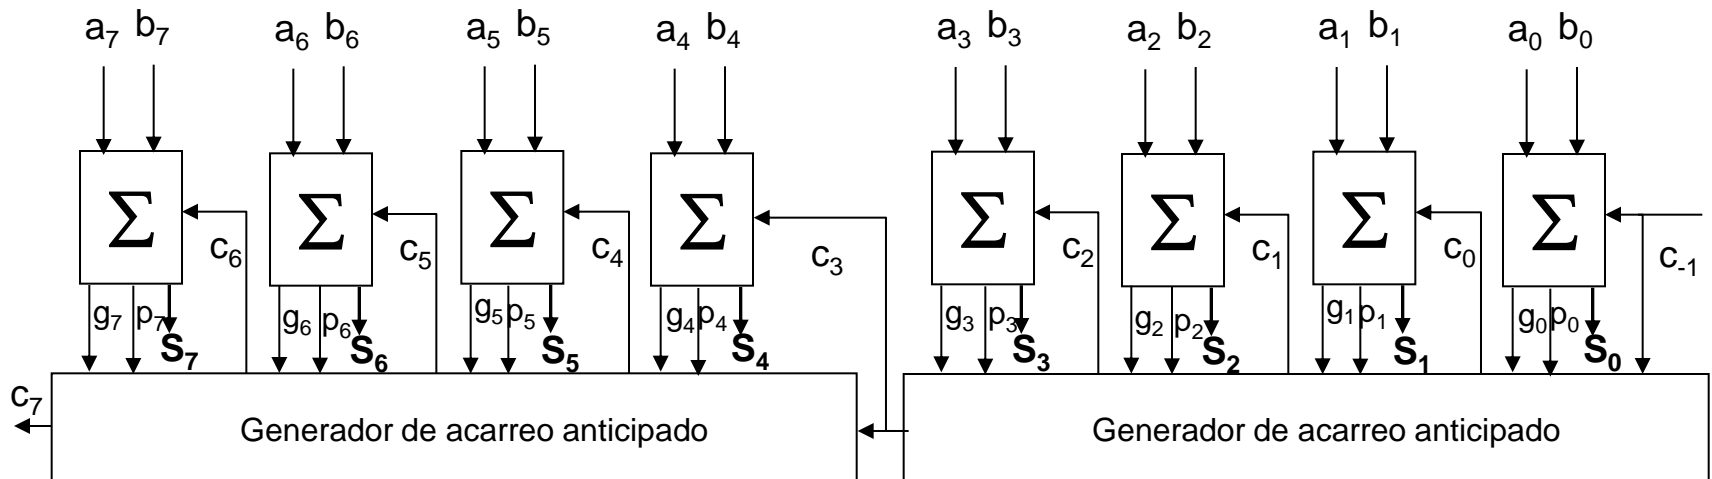 a₇ b₇ a₆ b₆ a₅ b₅ a₄ b₄ a₃ b₃ a₂ b₂ a₁ b₁ a₀ b₀
Σ Σ Σ Σ Σ Σ Σ Σ
c₆ c₅ c₄ c₃ c₂ c₁ c₀ c₋₁
g₇ p₇ g₆ p₆ g₅ p₅ g₄ p₄ g₃ p₃ g₂ p₂ g₁ p₁ g₀ p₀
S₇ S₆ S₅ S₄ S₃ S₂ S₁ S₀
c₇
Generador de acarreo anticipado Generador de acarreo anticipado